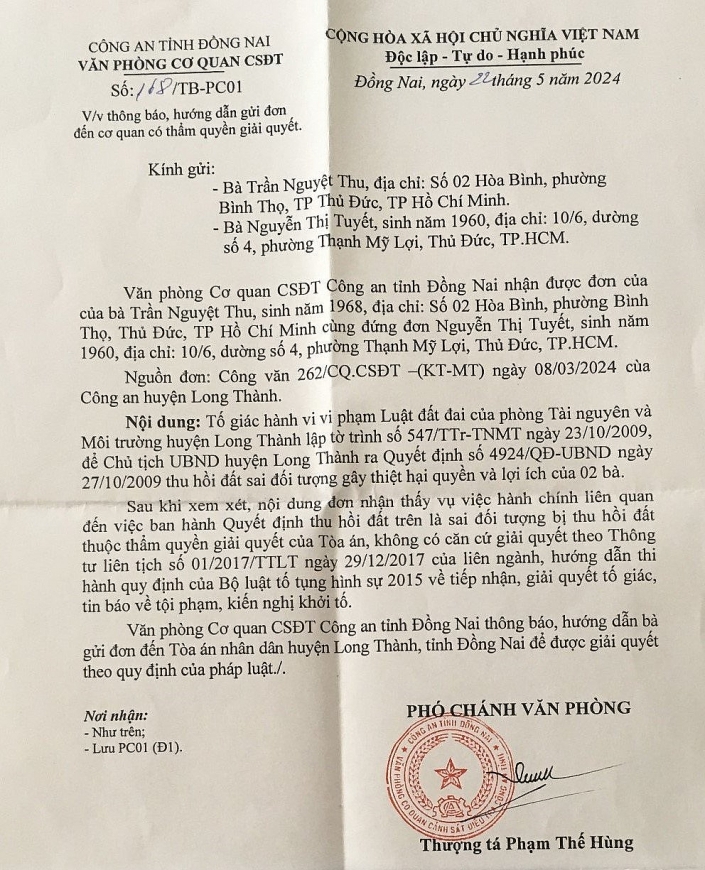 CÔNG AN TỈNH ĐỒNG NAI
VĂN PHÒNG CƠ QUAN CSĐT
Số: 168/TB-PC01
V/v thông báo, hướng dẫn gửi đơn
đến cơ quan có thẩm quyền giải quyết.
CỘNG HÒA XÃ HỘI CHỦ NGHĨA VIỆT NAM
Độc lập - Tự do - Hạnh phúc
Đồng Nai, ngày 22 tháng 5 năm 2024
Kính gửi:
- Bà Trần Nguyệt Thu, địa chỉ: Số 02 Hòa Bình, phường
Bình Thọ, TP Thủ Đức, TP Hồ Chí Minh.
- Bà Nguyễn Thị Tuyết, sinh năm 1960, địa chỉ: 10/6, dường
số 4, phường Thạnh Mỹ Lợi, Thủ Đức, TP.HCM.
Văn phòng Cơ quan CSĐT Công an tỉnh Đồng Nai nhận được đơn của
của bà Trần Nguyệt Thu, sinh năm 1968, địa chỉ: Số 02 Hòa Bình, phường Bình
Thọ, Thủ Đức, TP Hồ Chí Minh cùng đứng đơn Nguyễn Thị Tuyết, sinh năm
1960, địa chỉ: 10/6, dường số 4, phường Thạnh Mỹ Lợi, Thủ Đức, TP.HCM.
Nguồn đơn: Công văn 262/CQ.CSĐT –(KT-MT) ngày 08/03/2024 của
Công an huyện Long Thành.
Nội dung: Tố giác hành vi vi phạm Luật đất đai của phòng Tài nguyên và
Môi trường huyện Long Thành lập tờ trình số 547/TTr-TNMT ngày 23/10/2009,
để Chủ tịch UBND huyện Long Thành ra Quyết định số 4924/QĐ-UBND ngày
27/10/2009 thu hồi đất sai đối tượng gây thiệt hại quyền và lợi ích của 02 bà.
Sau khi xem xét, nội dung đơn nhận thấy vụ việc hành chính liên quan
đến việc ban hành Quyết định thu hồi đất trên là sai đối tượng bị thu hồi đất
thuộc thẩm quyền giải quyết của Tòa án, không có căn cứ giải quyết theo Thông
tư liên tịch số 01/2017/TTLT ngày 29/12/2017 của liên ngành, hướng dẫn thi
hành quy định của Bộ luật tố tụng hình sự 2015 về tiếp nhận, giải quyết tố giác,
tin báo về tội phạm, kiến nghị khởi tố.
Văn phòng Cơ quan CSĐT Công an tỉnh Đồng Nai thông báo, hướng dẫn bà
gửi đơn đến Tòa án nhân dân huyện Long Thành, tỉnh Đồng Nai để được giải quyết
theo quy định của pháp luật./.
Nơi nhận:
- Như trên;
- Lưu PC01 (Đ1).
PHÓ CHÁNH VĂN PHÒNG
CÔNG AN TỈNH ĐỒNG NAI
VĂN PHÒNG CƠ QUAN CẢNH SÁT ĐIỀU TRA
Thượng tá Phạm Thế Hùng